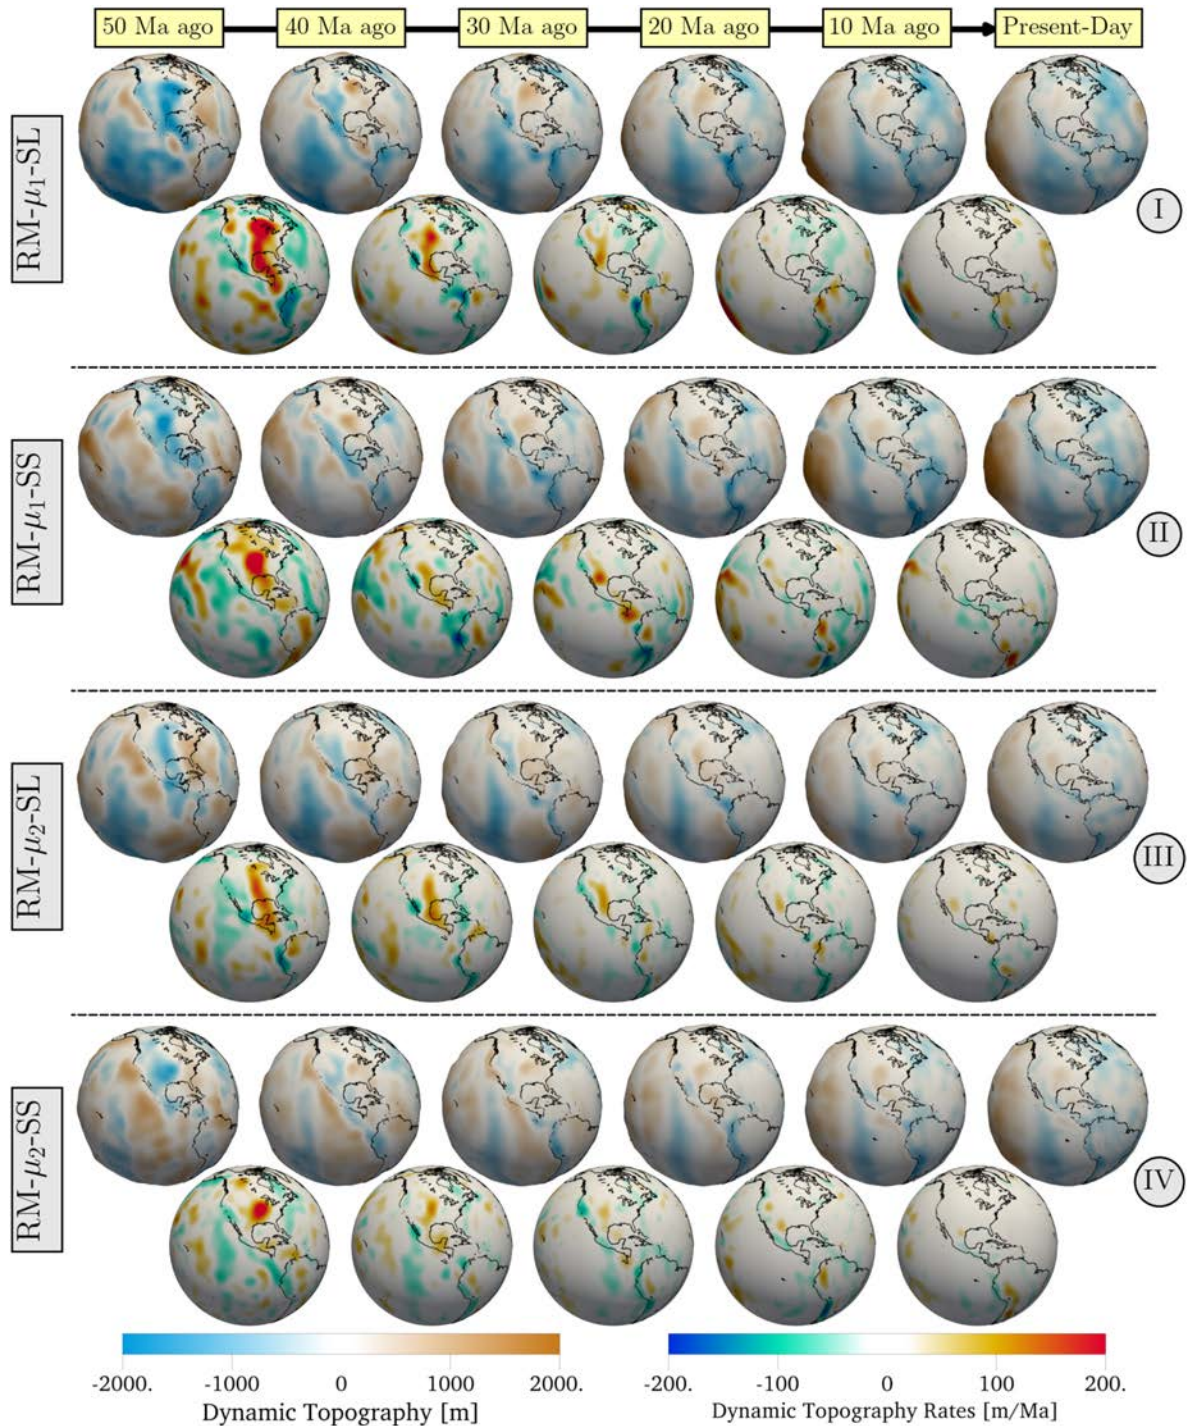 50 Ma ago 40 Ma ago 30 Ma ago 20 Ma ago 10 Ma ago Present-Day
RM-μ₁-SL
I
RM-μ₁-SS
II
RM-μ₂-SL
III
RM-μ₂-SS
IV
-2000. -1000 0 1000 2000.
Dynamic Topography [m]
-200. -100 0 100 200.
Dynamic Topography Rates [m/Ma]